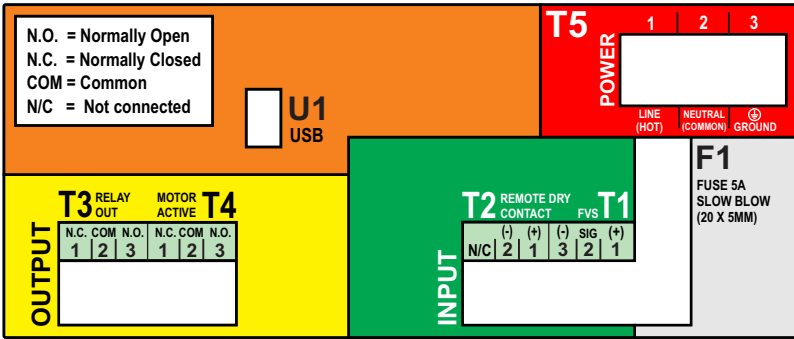 N.O. = Normally Open
N.C. = Normally Closed
COM = Common
N/C = Not connected
U1
USB
T5
POWER
1 2 3
LINE (HOT)
NEUTRAL (COMMON)
GROUND
F1
FUSE 5A
SLOW BLOW
(20 X 5MM)
OUTPUT
T3 RELAY OUT
MOTOR ACTIVE T4
N.C. COM N.O. N.C. COM N.O.
1 2 3 1 2 3
INPUT
T2 REMOTE DRY CONTACT
FVS T1
(-) (+) (-) SIG (+)
N/C 2 1 3 2 1